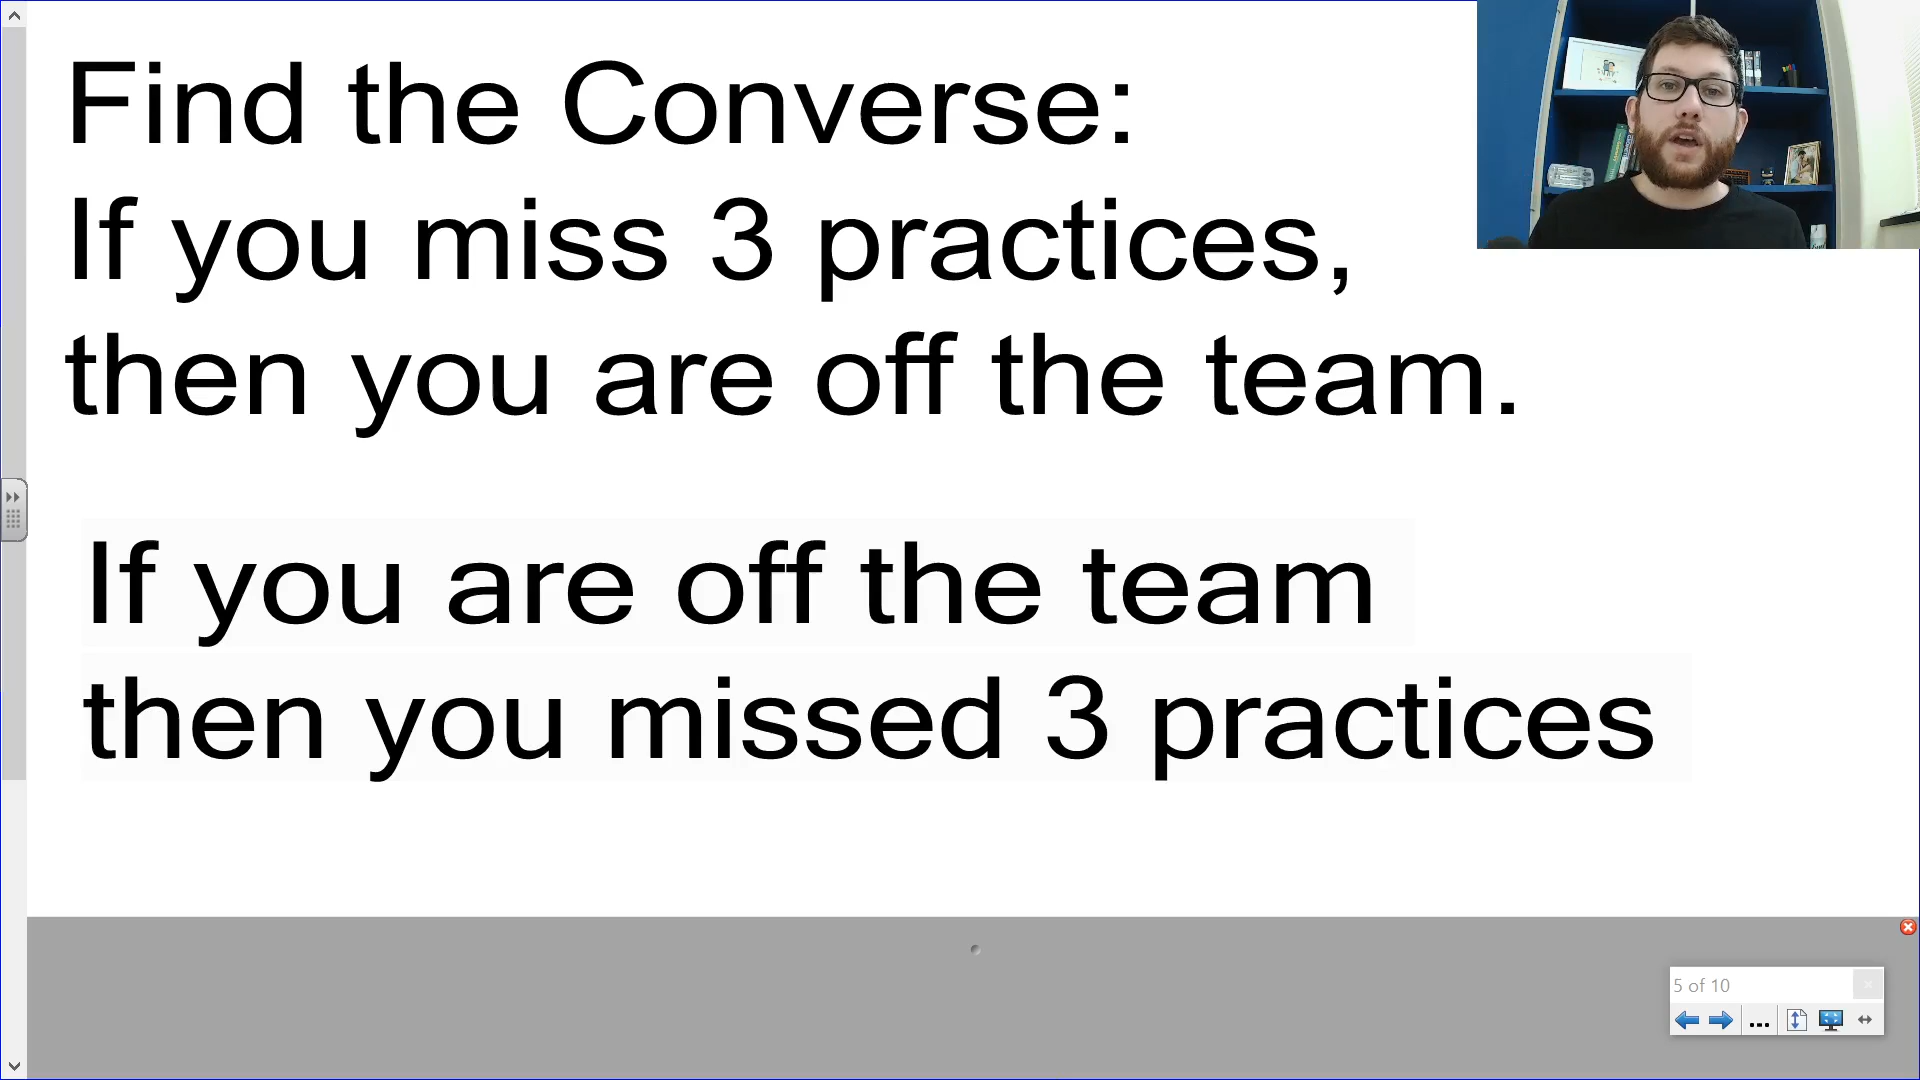 Find the Converse:
If you miss 3 practices,
then you are off the team.
If you are off the team
then you missed 3 practices
5 of 10
...